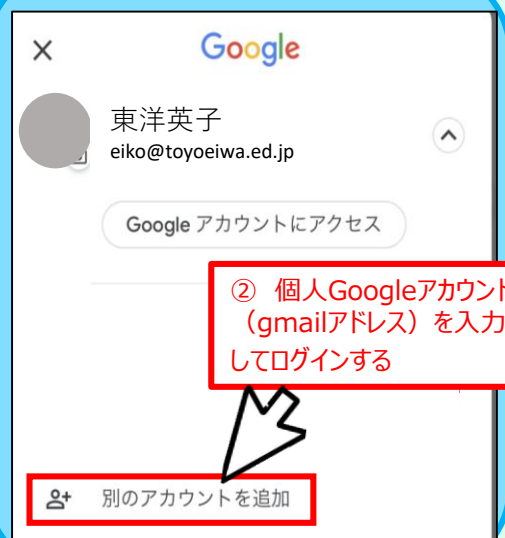 Google
東洋英子
eiko@toyoeiwa.ed.jp
Google アカウントにアクセス
② 個人Googleアカウント
（gmailアドレス）を入力
してログインする
別のアカウントを追加